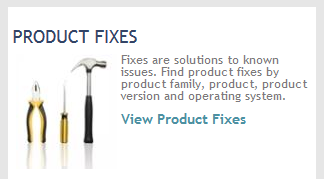 PRODUCT FIXES
Fixes are solutions to known
issues. Find product fixes by
product family, product, product
version and operating system.
View Product Fixes